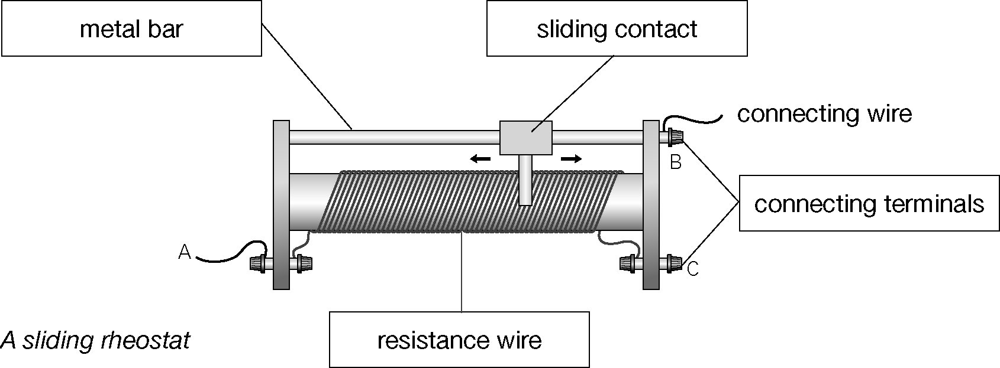 metal bar
sliding contact
connecting wire
B
connecting terminals
A
C
resistance wire
A sliding rheostat